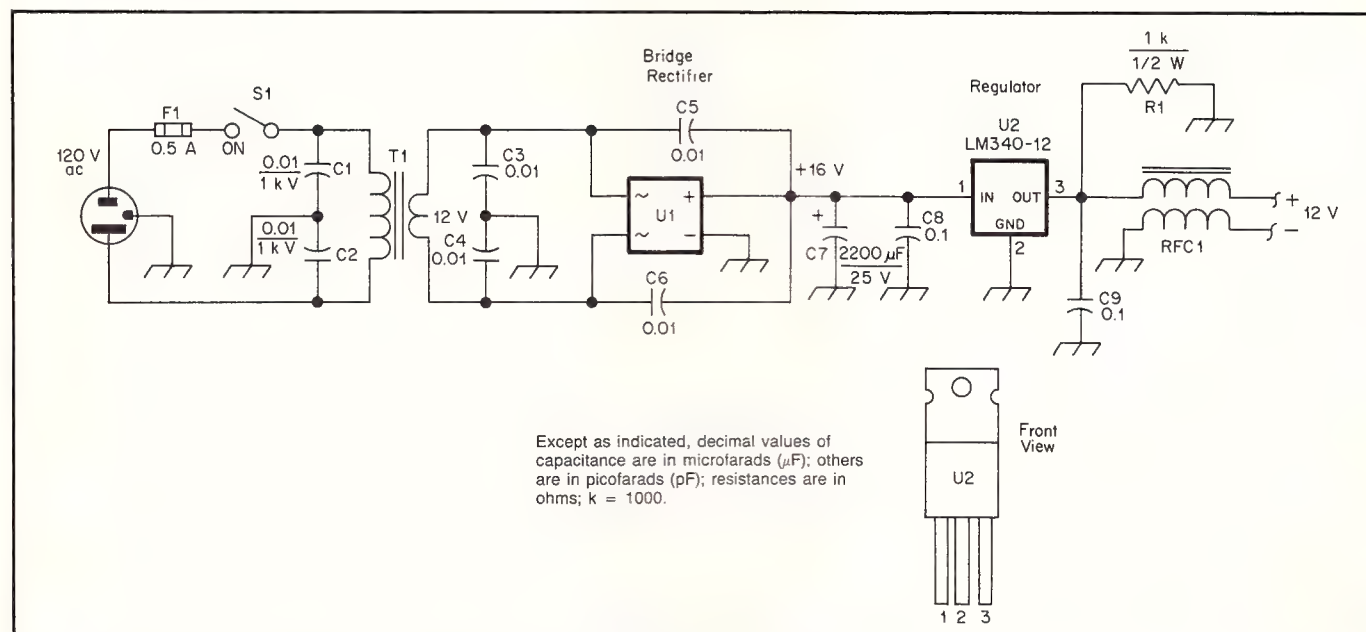 Bridge
Rectifier
1 k
1/2 W
R1
Regulator
U2
LM340-12
F1
0.5 A
S1
ON
120 V
ac
0.01
1 kV
C1
0.01
1 kV
C2
T1
12 V
C3
0.01
C4
0.01
C5
0.01
~
~
+
−
U1
C6
0.01
+16 V
+
C7
2200 μF
25 V
C8
0.1
1
IN
OUT
3
GND
2
RFC1
+
12 V
−
C9
0.1
Except as indicated, decimal values of
capacitance are in microfarads (μF); others
are in picofarads (pF); resistances are in
ohms; k = 1000.
Front
View
U2
1 2 3